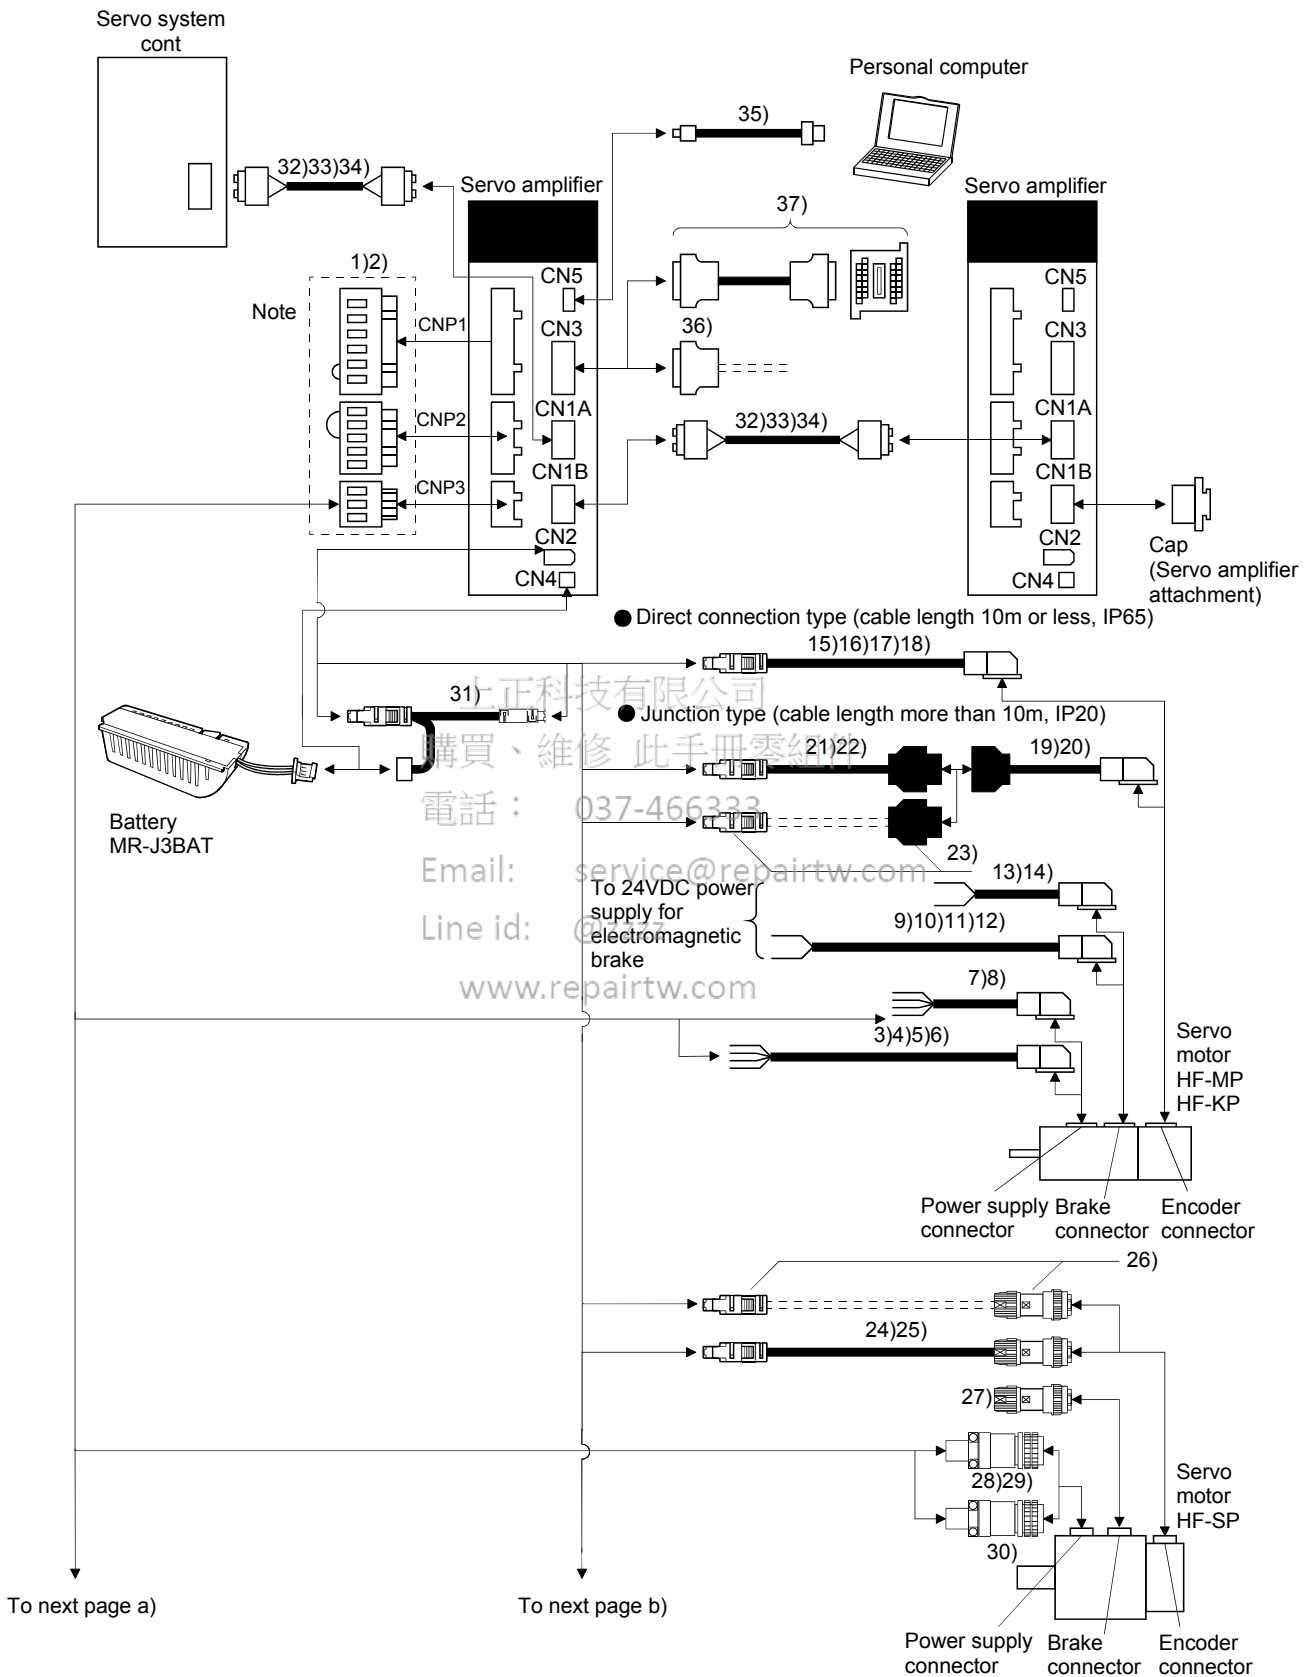 Servo system
cont
Personal computer
35)
32)33)34)
Servo amplifier
Servo amplifier
37)
1)2)
Note
CN5
CN5
CNP1
CN3
CN3
36)
CN1A
CN1A
CNP2
32)33)34)
CN1B
CN1B
CNP3
CN2
CN2
Cap
(Servo amplifier
attachment)
CN4
CN4
● Direct connection type (cable length 10m or less, IP65)
15)16)17)18)
31)
上正科技有限公司
● Junction type (cable length more than 10m, IP20)
購買、維修 此手冊零組件
21)22)
19)20)
電話： 037-466333
Battery
MR-J3BAT
23)
Email: service@repairtw.com
13)14)
To 24VDC power
supply for
electromagnetic
brake
9)10)11)12)
Line id: @zzzz
www.repairtw.com
7)8)
3)4)5)6)
Servo
motor
HF-MP
HF-KP
Power supply
connector
Brake
connector
Encoder
connector
26)
24)25)
27)
28)29)
30)
Servo
motor
HF-SP
To next page a)
To next page b)
Power supply
connector
Brake
connector
Encoder
connector